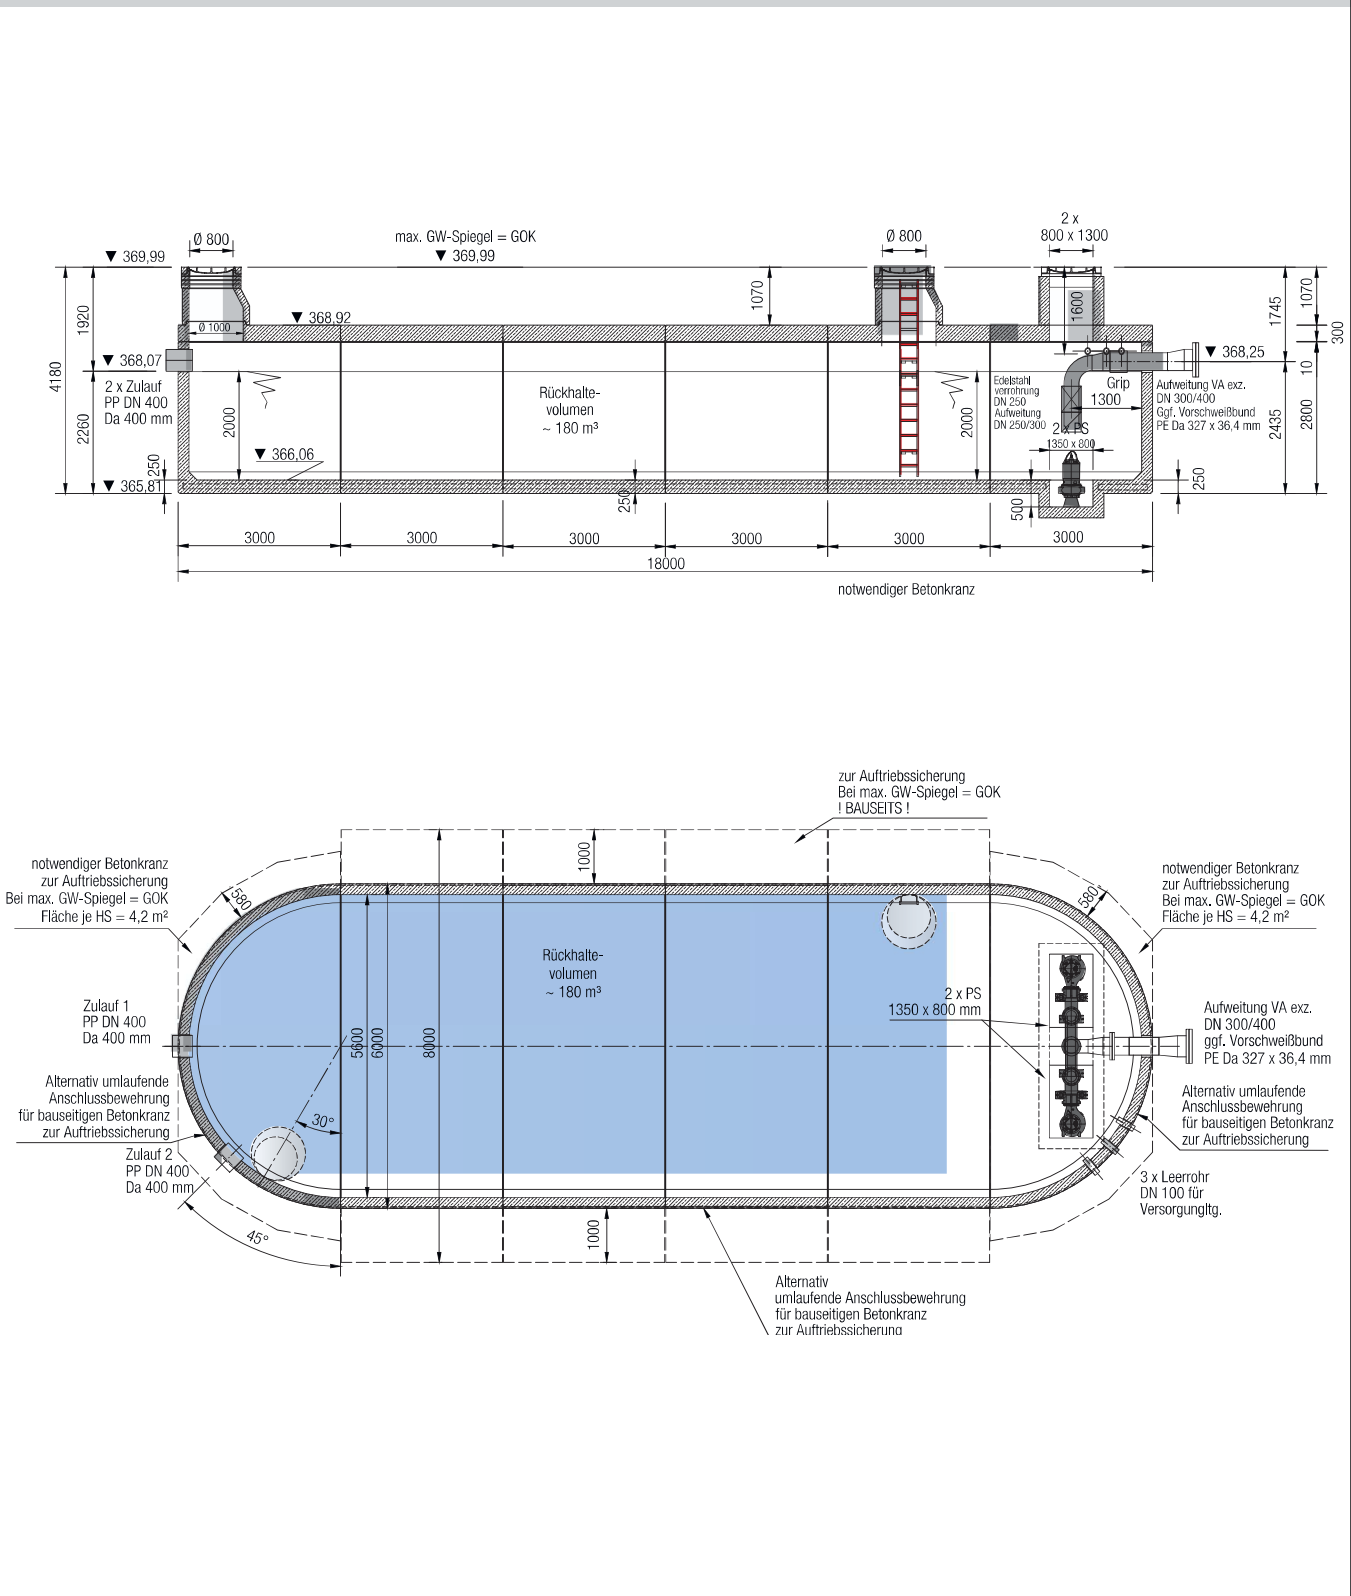 2 x
800 x 1300
Ø 800
max. GW-Spiegel = GOK
Ø 800
▼ 369,99
▼ 369,99
1920
1070
1600
1745
1070
300
Ø 1000
▼ 368,92
▼ 368,07
▼ 368,25
4180
2 x Zulauf
PP DN 400
Da 400 mm
2260
2000
Rückhalte-
volumen
~ 180 m³
2000
Edelstahl
verrohrung
DN 250
Aufweitung
DN 250/300
Grip
1300
2 x PS
1350 x 800
Aufweitung VA exz.
DN 300/400
Ggf. Vorschweißbund
PE Da 327 x 36,4 mm
10
2435
2800
▼ 366,06
250
▼ 365,81
250
500
250
3000
3000
3000
3000
3000
3000
18000
notwendiger Betonkranz
zur Auftriebssicherung
Bei max. GW-Spiegel = GOK
! BAUSEITS !
notwendiger Betonkranz
zur Auftriebssicherung
Bei max. GW-Spiegel = GOK
Fläche je HS = 4,2 m²
580
1000
580
notwendiger Betonkranz
zur Auftriebssicherung
Bei max. GW-Spiegel = GOK
Fläche je HS = 4,2 m²
Rückhalte-
volumen
~ 180 m³
2 x PS
1350 x 800 mm
Zulauf 1
PP DN 400
Da 400 mm
5600
6000
8000
Aufweitung VA exz.
DN 300/400
ggf. Vorschweißbund
PE Da 327 x 36,4 mm
Alternativ umlaufende
Anschlussbewehrung
für bauseitigen Betonkranz
zur Auftriebssicherung
30°
Alternativ umlaufende
Anschlussbewehrung
für bauseitigen Betonkranz
zur Auftriebssicherung
Zulauf 2
PP DN 400
Da 400 mm
3 x Leerrohr
DN 100 für
Versorgungltg.
45°
1000
Alternativ
umlaufende Anschlussbewehrung
für bauseitigen Betonkranz
zur Auftriebssicherung